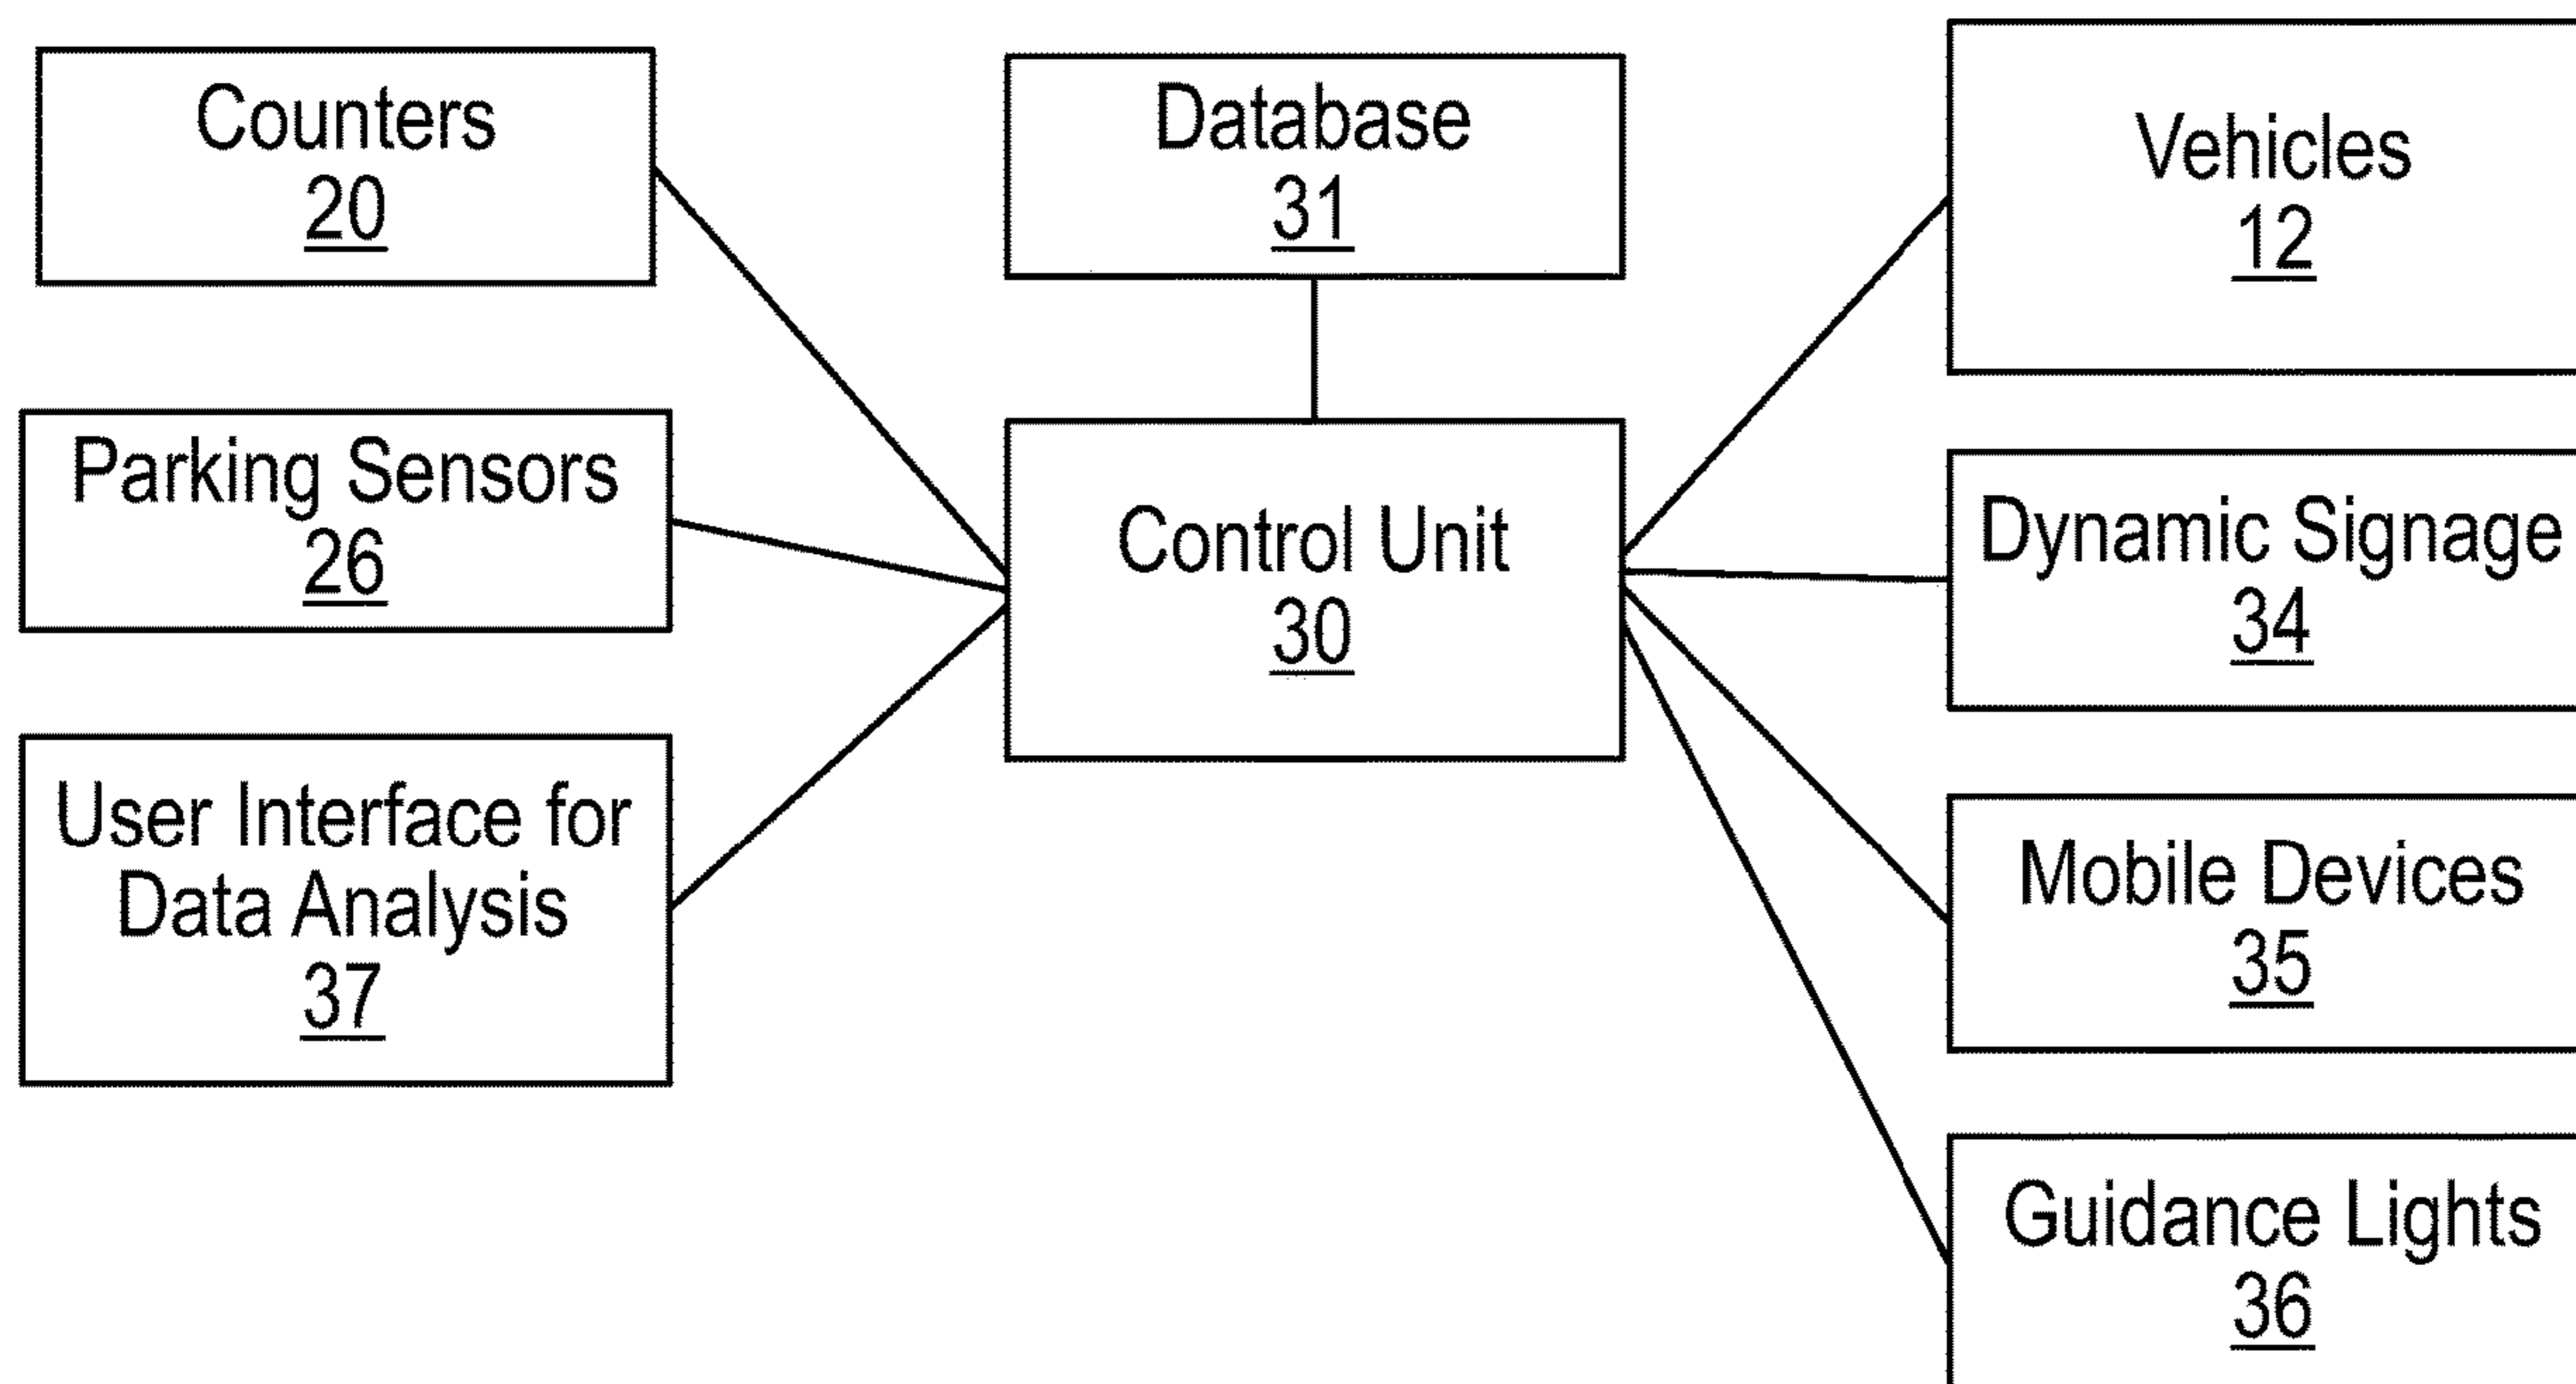 Counters
20
Parking Sensors
26
User Interface for
Data Analysis
37
Database
31
Control Unit
30
Vehicles
12
Dynamic Signage
34
Mobile Devices
35
Guidance Lights
36